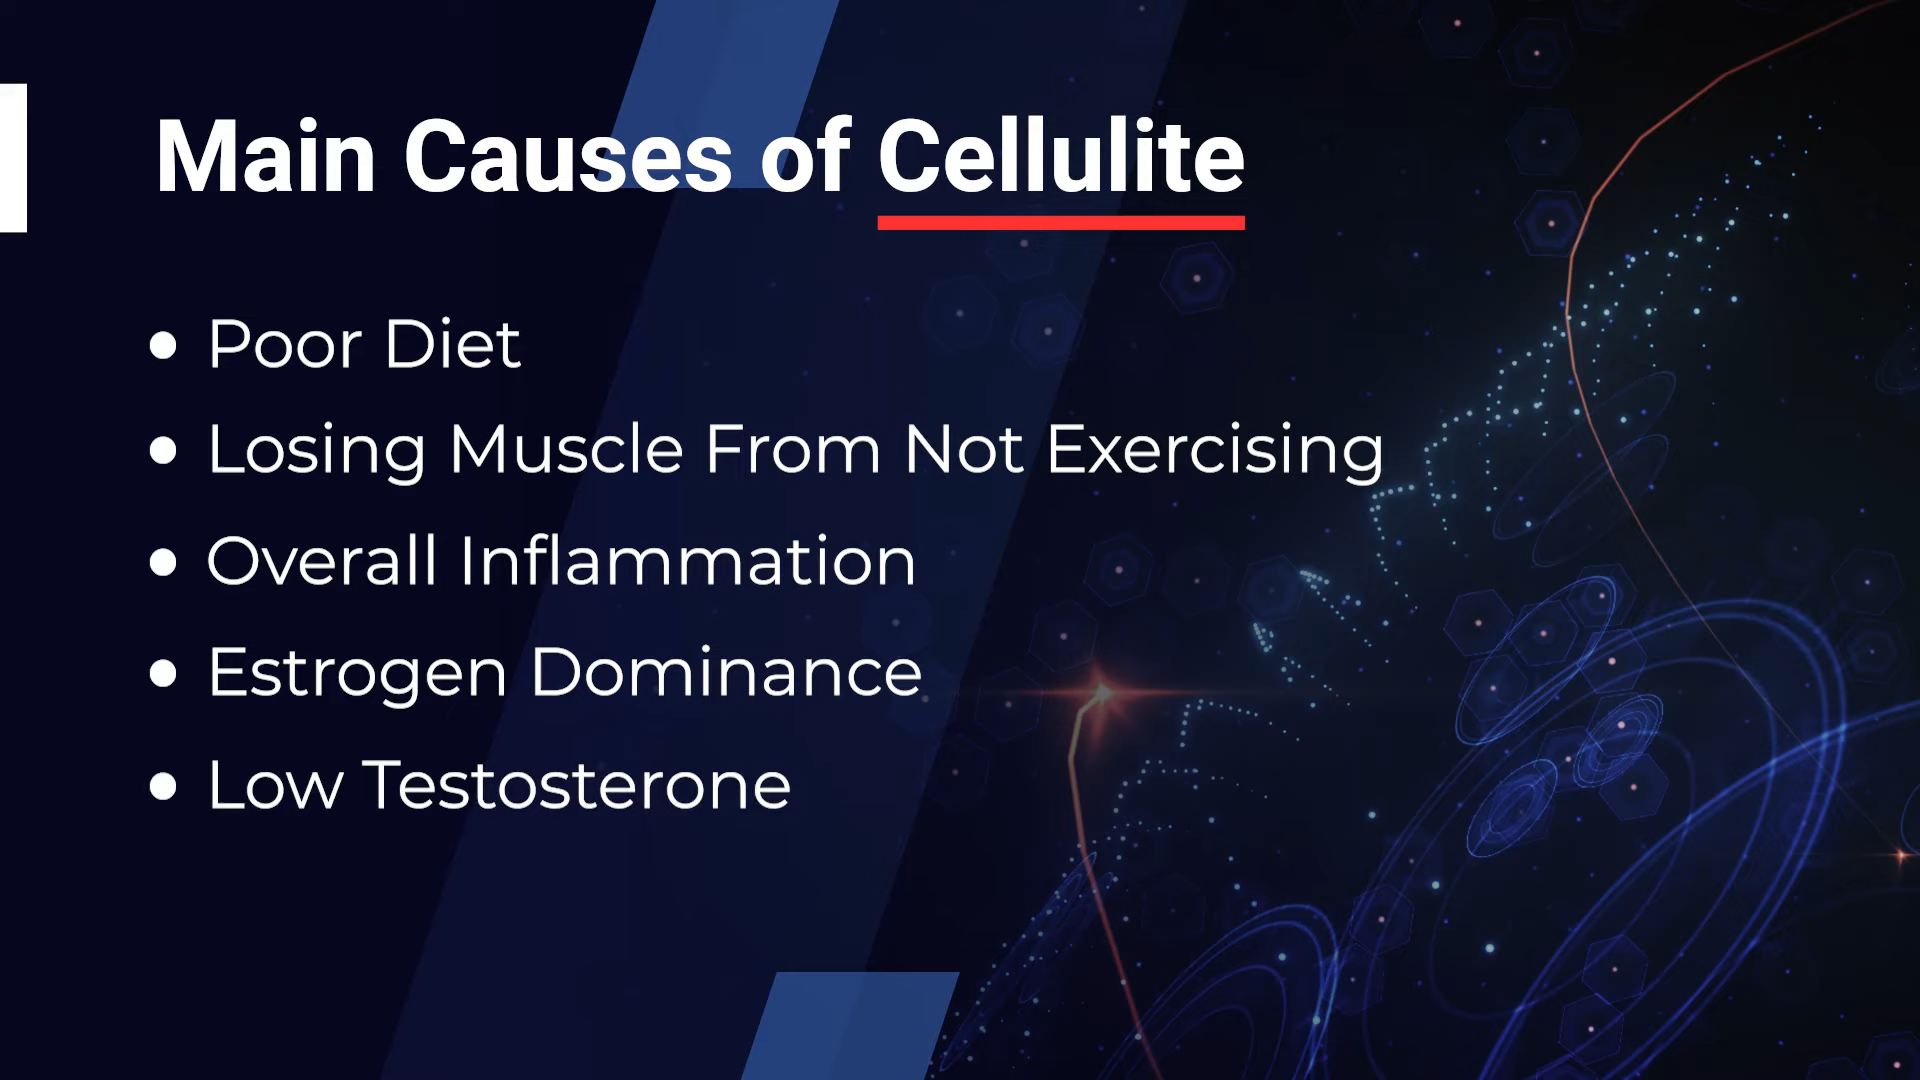 Main Causes of Cellulite
• Poor Diet
• Losing Muscle From Not Exercising
• Overall Inflammation
• Estrogen Dominance
• Low Testosterone